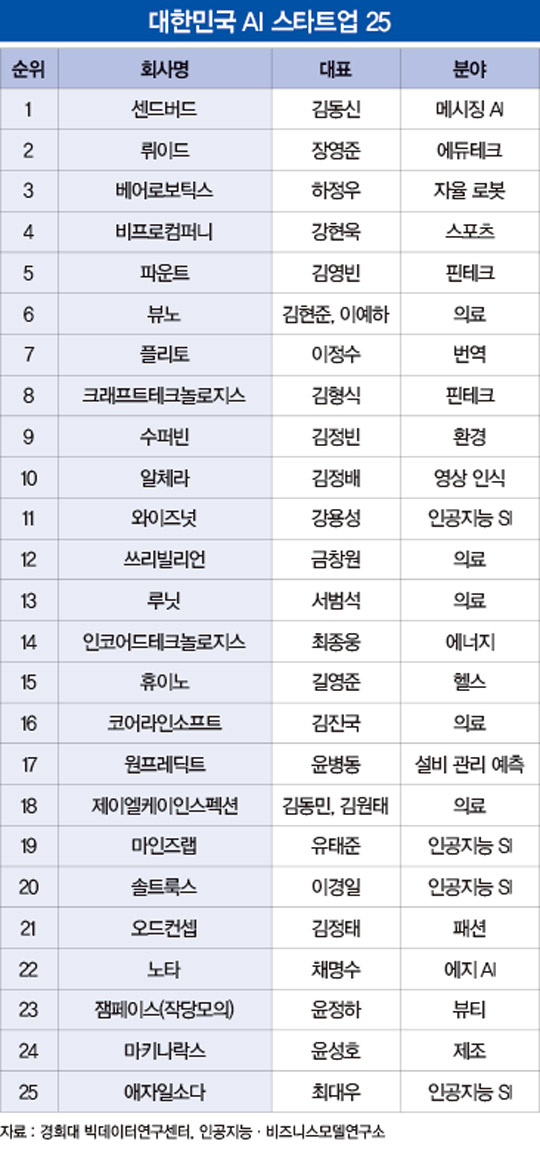 대한민국 AI 스타트업 25
순위 회사명 대표 분야
1 센드버드 김동신 메시징 AI
2 뤼이드 장영준 에듀테크
3 베어로보틱스 하정우 자율 로봇
4 비프로컴퍼니 강현욱 스포츠
5 파운트 김영빈 핀테크
6 뷰노 김현준, 이예하 의료
7 플리토 이정수 번역
8 크래프트테크놀로지스 김형식 핀테크
9 수퍼빈 김정빈 환경
10 알체라 김정배 영상 인식
11 와이즈넛 강용성 인공지능 SI
12 쓰리빌리언 금창원 의료
13 루닛 서범석 의료
14 인코어드테크놀로지스 최종웅 에너지
15 휴이노 길영준 헬스
16 코어라인소프트 김진국 의료
17 원프레딕트 윤병동 설비 관리 예측
18 제이엘케이인스펙션 김동민, 김원태 의료
19 마인즈랩 유태준 인공지능 SI
20 솔트룩스 이경일 인공지능 SI
21 오드컨셉 김정태 패션
22 노타 채명수 에지 AI
23 잼페이스(작당모의) 윤정하 뷰티
24 마키나락스 윤성호 제조
25 애자일소다 최대우 인공지능 SI
자료 : 경희대 빅데이터연구센터, 인공지능 · 비즈니스모델연구소